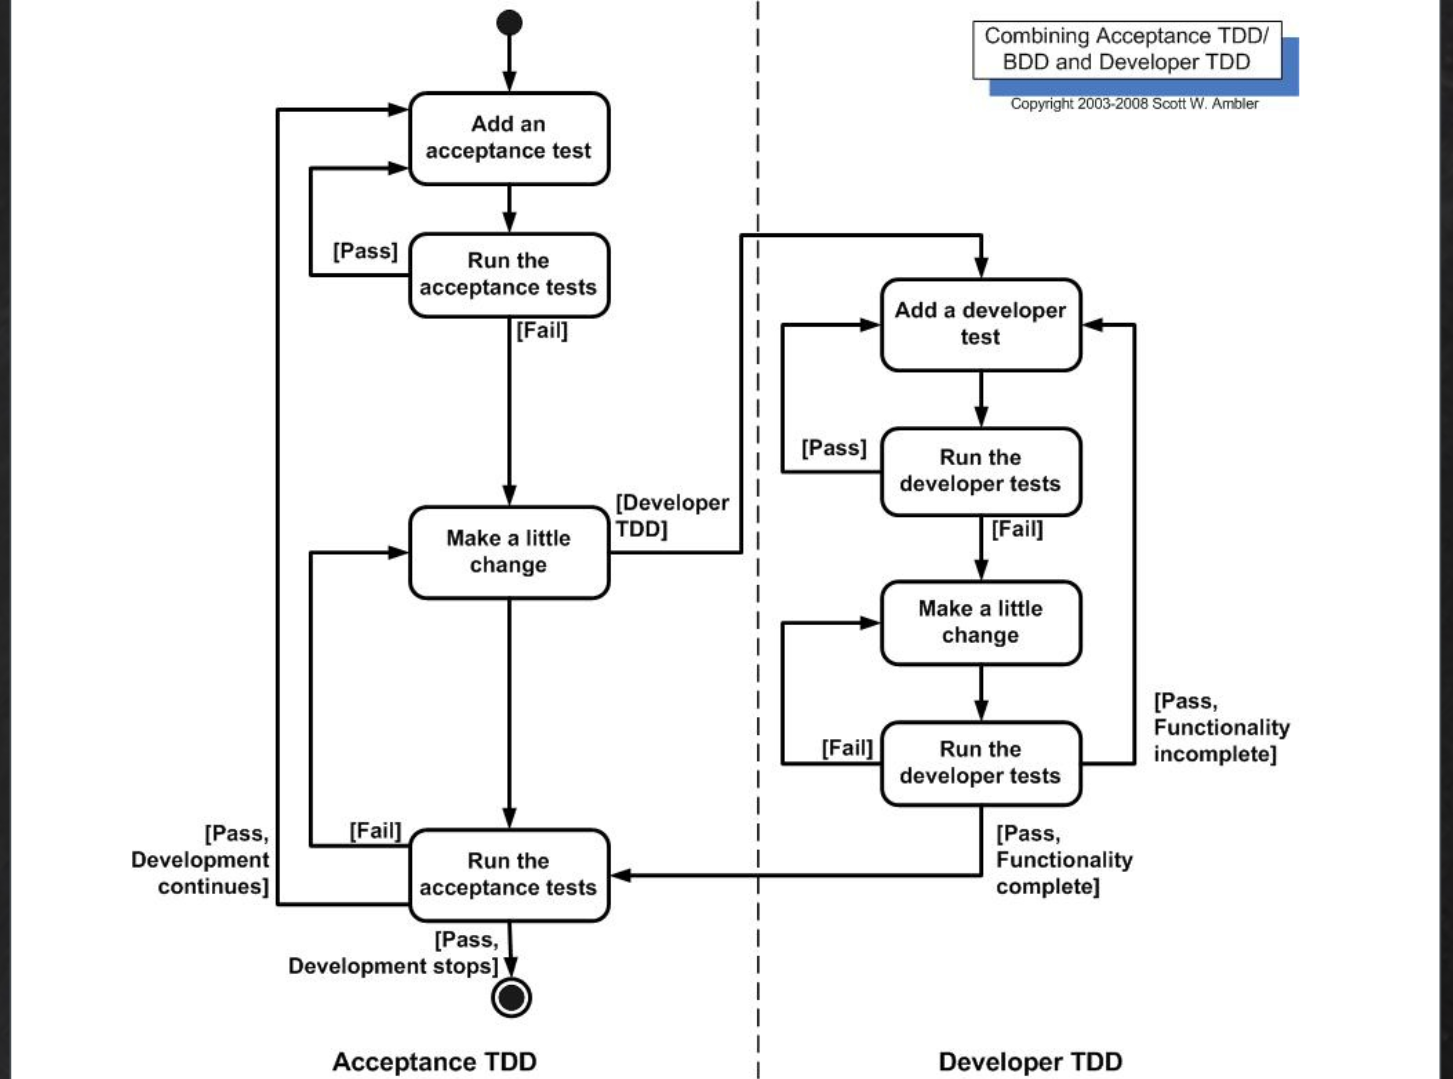 Combining Acceptance TDD/
BDD and Developer TDD
Copyright 2003-2008 Scott W. Ambler
Add an
acceptance test
[Pass]
Run the
acceptance tests
[Fail]
Make a little
change
[Developer
TDD]
[Fail]
[Pass,
Development
continues]
Run the
acceptance tests
[Pass,
Development stops]
Acceptance TDD
Add a developer
test
[Pass]
Run the
developer tests
[Fail]
Make a little
change
[Fail]
Run the
developer tests
[Pass,
Functionality
incomplete]
[Pass,
Functionality
complete]
Developer TDD